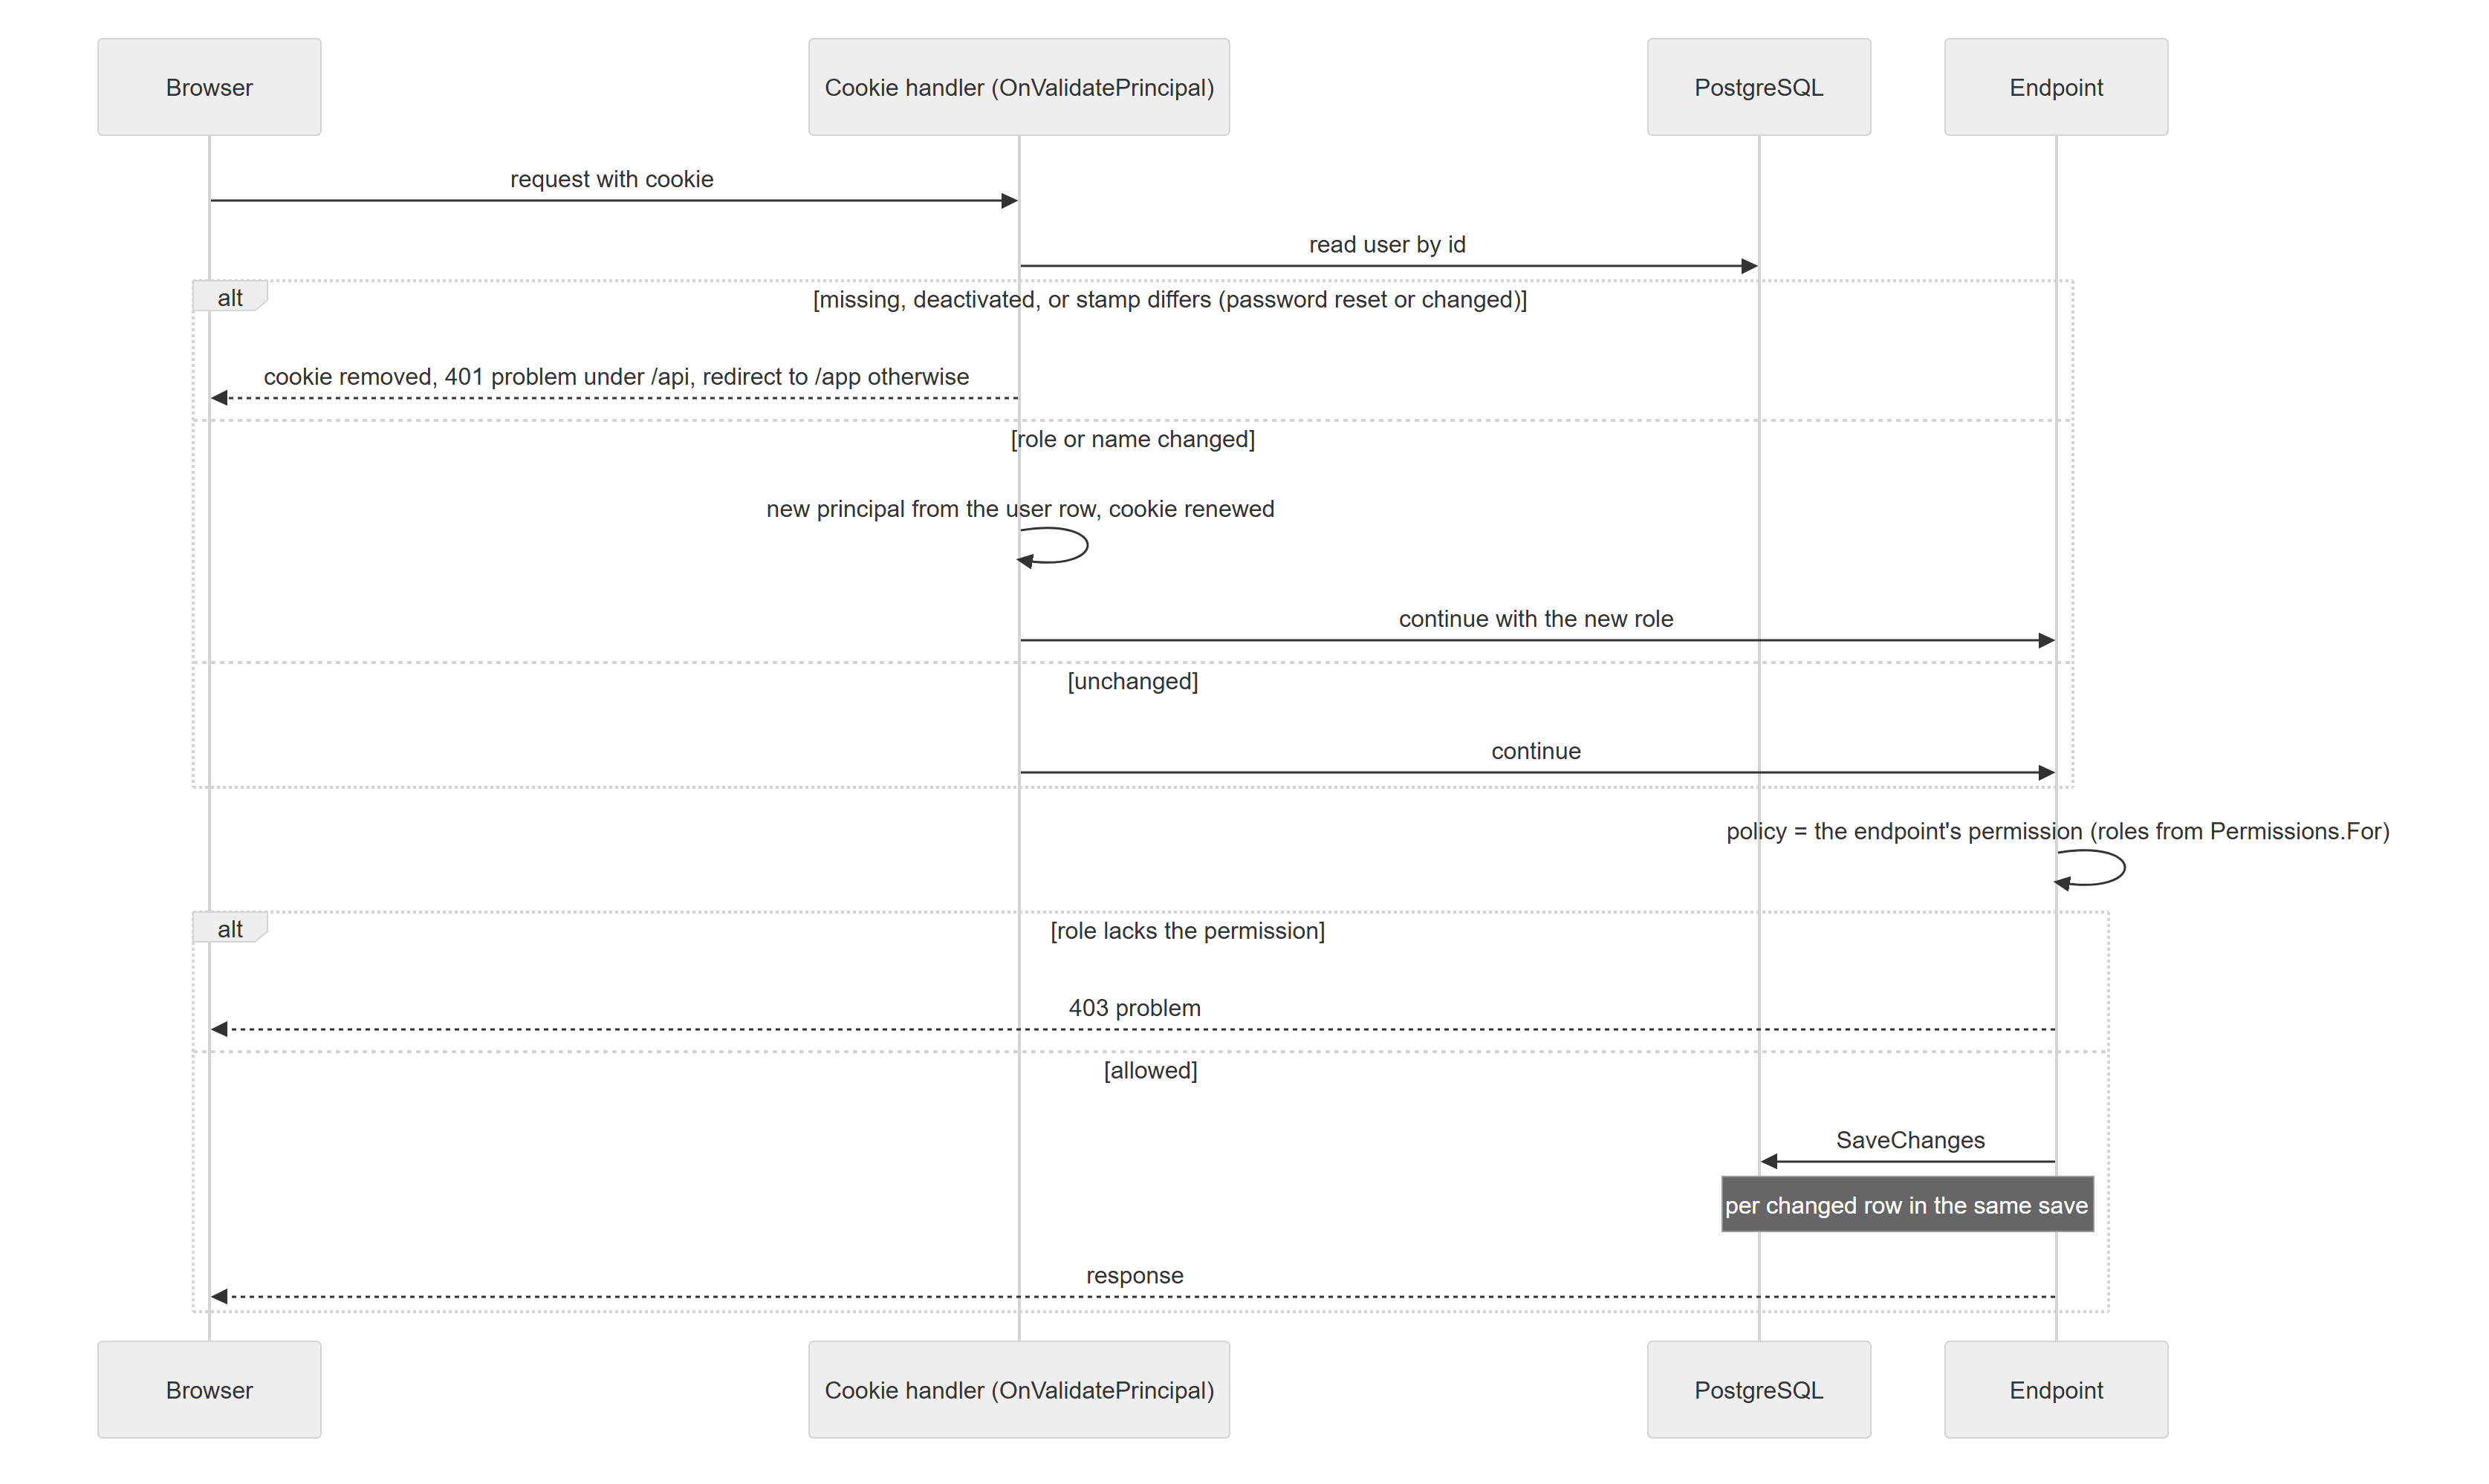 Browser
Cookie handler (OnValidatePrincipal)
PostgreSQL
Endpoint
request with cookie
read user by id
alt
[missing, deactivated, or stamp differs (password reset or changed)]
cookie removed, 401 problem under /api, redirect to /app otherwise
[role or name changed]
new principal from the user row, cookie renewed
continue with the new role
[unchanged]
continue
policy = the endpoint's permission (roles from Permissions.For)
alt
[role lacks the permission]
403 problem
[allowed]
SaveChanges
per changed row in the same save
response
Browser
Cookie handler (OnValidatePrincipal)
PostgreSQL
Endpoint